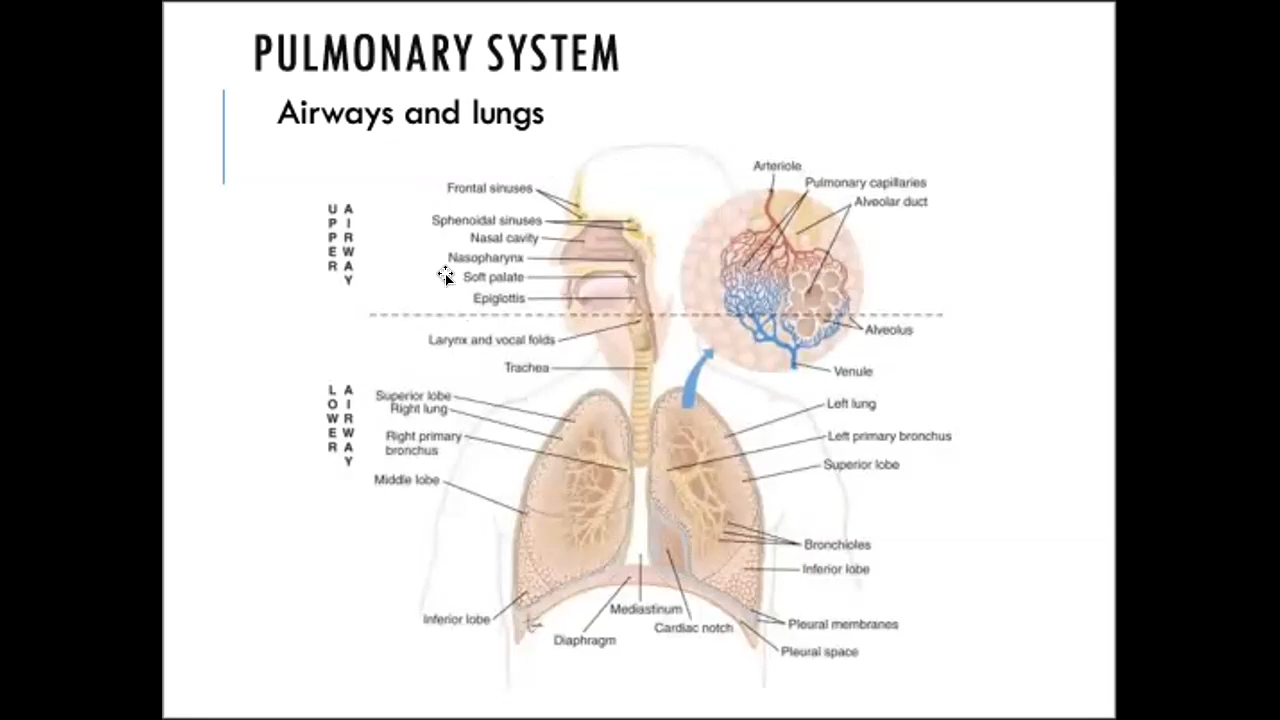 PULMONARY SYSTEM
Airways and lungs
UPPER AIRWAY
Frontal sinuses
Sphenoidal sinuses
Nasal cavity
Nasopharynx
Soft palate
Epiglottis
Larynx and vocal folds
Trachea
Arteriole
Pulmonary capillaries
Alveolar duct
Alveolus
Venule
LOWER AIRWAY
Superior lobe
Right lung
Right primary
bronchus
Middle lobe
Inferior lobe
Left lung
Left primary bronchus
Superior lobe
Bronchioles
Inferior lobe
Mediastinum
Cardiac notch
Diaphragm
Pleural membranes
Pleural space